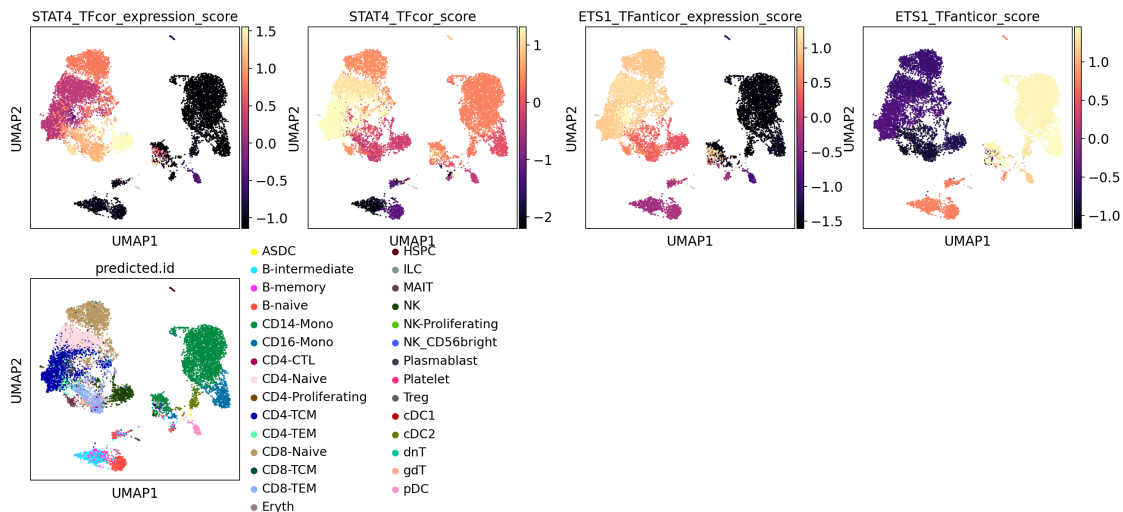 STAT4_TFcor_expression_score
STAT4_TFcor_score
ETS1_TFanticor_expression_score
ETS1_TFanticor_score
UMAP2
1.5
1.0
0.5
0.0
−0.5
−1.0
UMAP1
UMAP2
1
0
−1
−2
UMAP1
UMAP2
1.0
0.5
0.0
−0.5
−1.0
−1.5
UMAP1
UMAP2
1.0
0.5
0.0
−0.5
−1.0
UMAP1
predicted.id
UMAP2
UMAP1
ASDC
B-intermediate
B-memory
B-naive
CD14-Mono
CD16-Mono
CD4-CTL
CD4-Naive
CD4-Proliferating
CD4-TCM
CD4-TEM
CD8-Naive
CD8-TCM
CD8-TEM
Eryth
HSPC
ILC
MAIT
NK
NK-Proliferating
NK_CD56bright
Plasmablast
Platelet
Treg
cDC1
cDC2
dnT
gdT
pDC